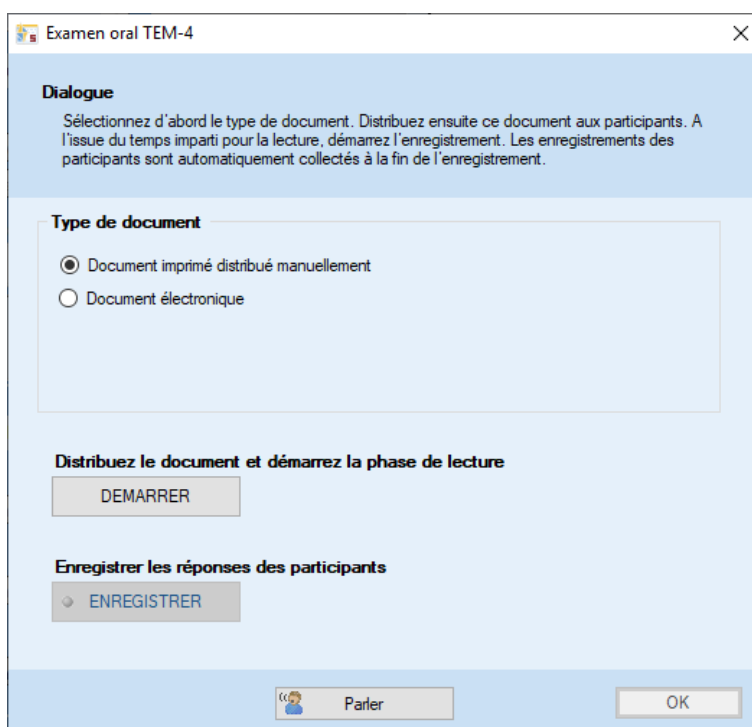 Examen oral TEM-4
Dialogue
Sélectionnez d'abord le type de document. Distribuez ensuite ce document aux participants. A
l'issue du temps imparti pour la lecture, démarrez l'enregistrement. Les enregistrements des
participants sont automatiquement collectés à la fin de l'enregistrement.
Type de document
Document imprimé distribué manuellement
Document électronique
Distribuez le document et démarrez la phase de lecture
DEMARRER
Enregistrer les réponses des participants
ENREGISTRER
Parler
OK